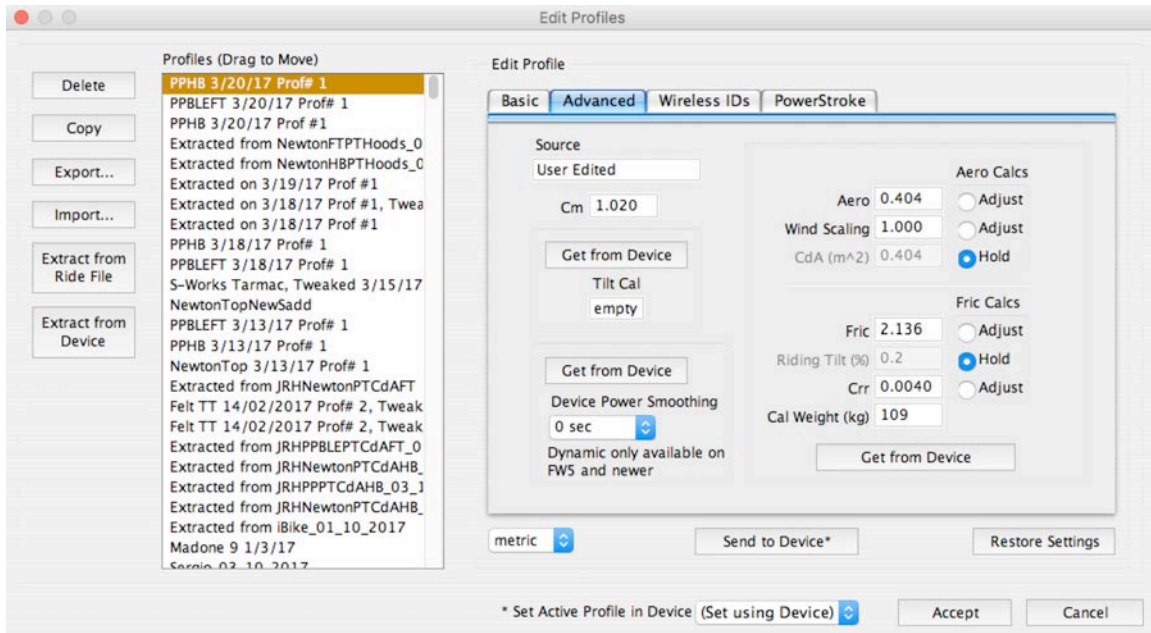 Edit Profiles
Delete
Copy
Export...
Import...
Extract from
Ride File
Extract from
Device
Profiles (Drag to Move)
PPHB 3/20/17 Prof# 1
PPBLEFT 3/20/17 Prof# 1
PPHB 3/20/17 Prof #1
Extracted from NewtonFTPTHoods_0
Extracted from NewtonHBPTHoods_0
Extracted on 3/19/17 Prof #1
Extracted on 3/18/17 Prof #1, Twea
Extracted on 3/18/17 Prof #1
PPHB 3/18/17 Prof# 1
PPBLEFT 3/18/17 Prof# 1
S-Works Tarmac, Tweaked 3/15/17
NewtonTopNewSadd
PPBLEFT 3/13/17 Prof# 1
PPHB 3/13/17 Prof# 1
NewtonTop 3/13/17 Prof# 1
Extracted from JRHNewtonPTCdAFT
Felt TT 14/02/2017 Prof# 2, Tweak
Felt TT 14/02/2017 Prof# 2, Tweak
Extracted from JRHPPBLEPTCdAFT_0
Extracted from JRHNewtonPTCdAHB_
Extracted from JRHPPPTCdAHB_03_1
Extracted from JRHNewtonPTCdAHB_
Extracted from iBike_01_10_2017
Madone 9 1/3/17
Sergio 03 10 2017
Edit Profile
Basic Advanced Wireless IDs PowerStroke
Source
User Edited
Cm 1.020
Get from Device
Tilt Cal
empty
Get from Device
Device Power Smoothing
0 sec
Dynamic only available on
FW5 and newer
Aero Calcs
Aero 0.404 Adjust
Wind Scaling 1.000 Adjust
CdA (m^2) 0.404 Hold
Fric Calcs
Fric 2.136 Adjust
Riding Tilt (%) 0.2 Hold
Crr 0.0040 Adjust
Cal Weight (kg) 109
Get from Device
metric Send to Device* Restore Settings
* Set Active Profile in Device (Set using Device) Accept Cancel